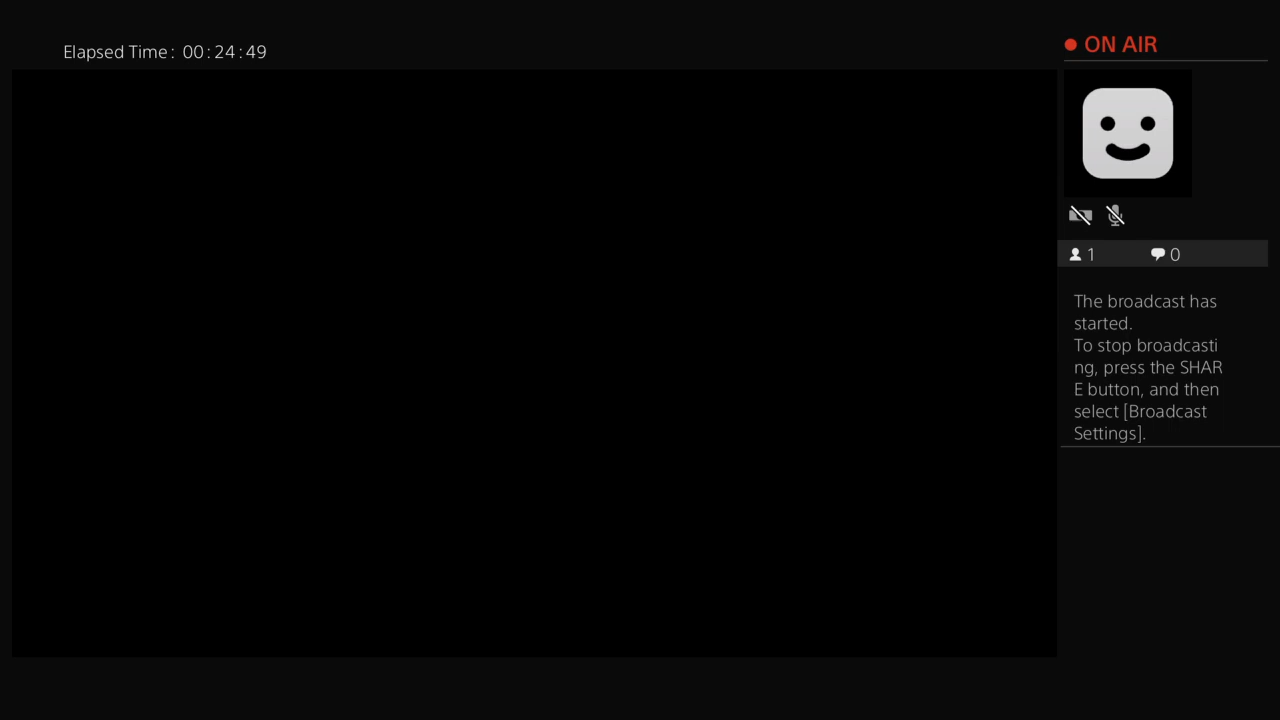 Elapsed Time: 00:24:49
ON AIR
1 0
The broadcast has
started.
To stop broadcasti
ng, press the SHAR
E button, and then
select [Broadcast
Settings].